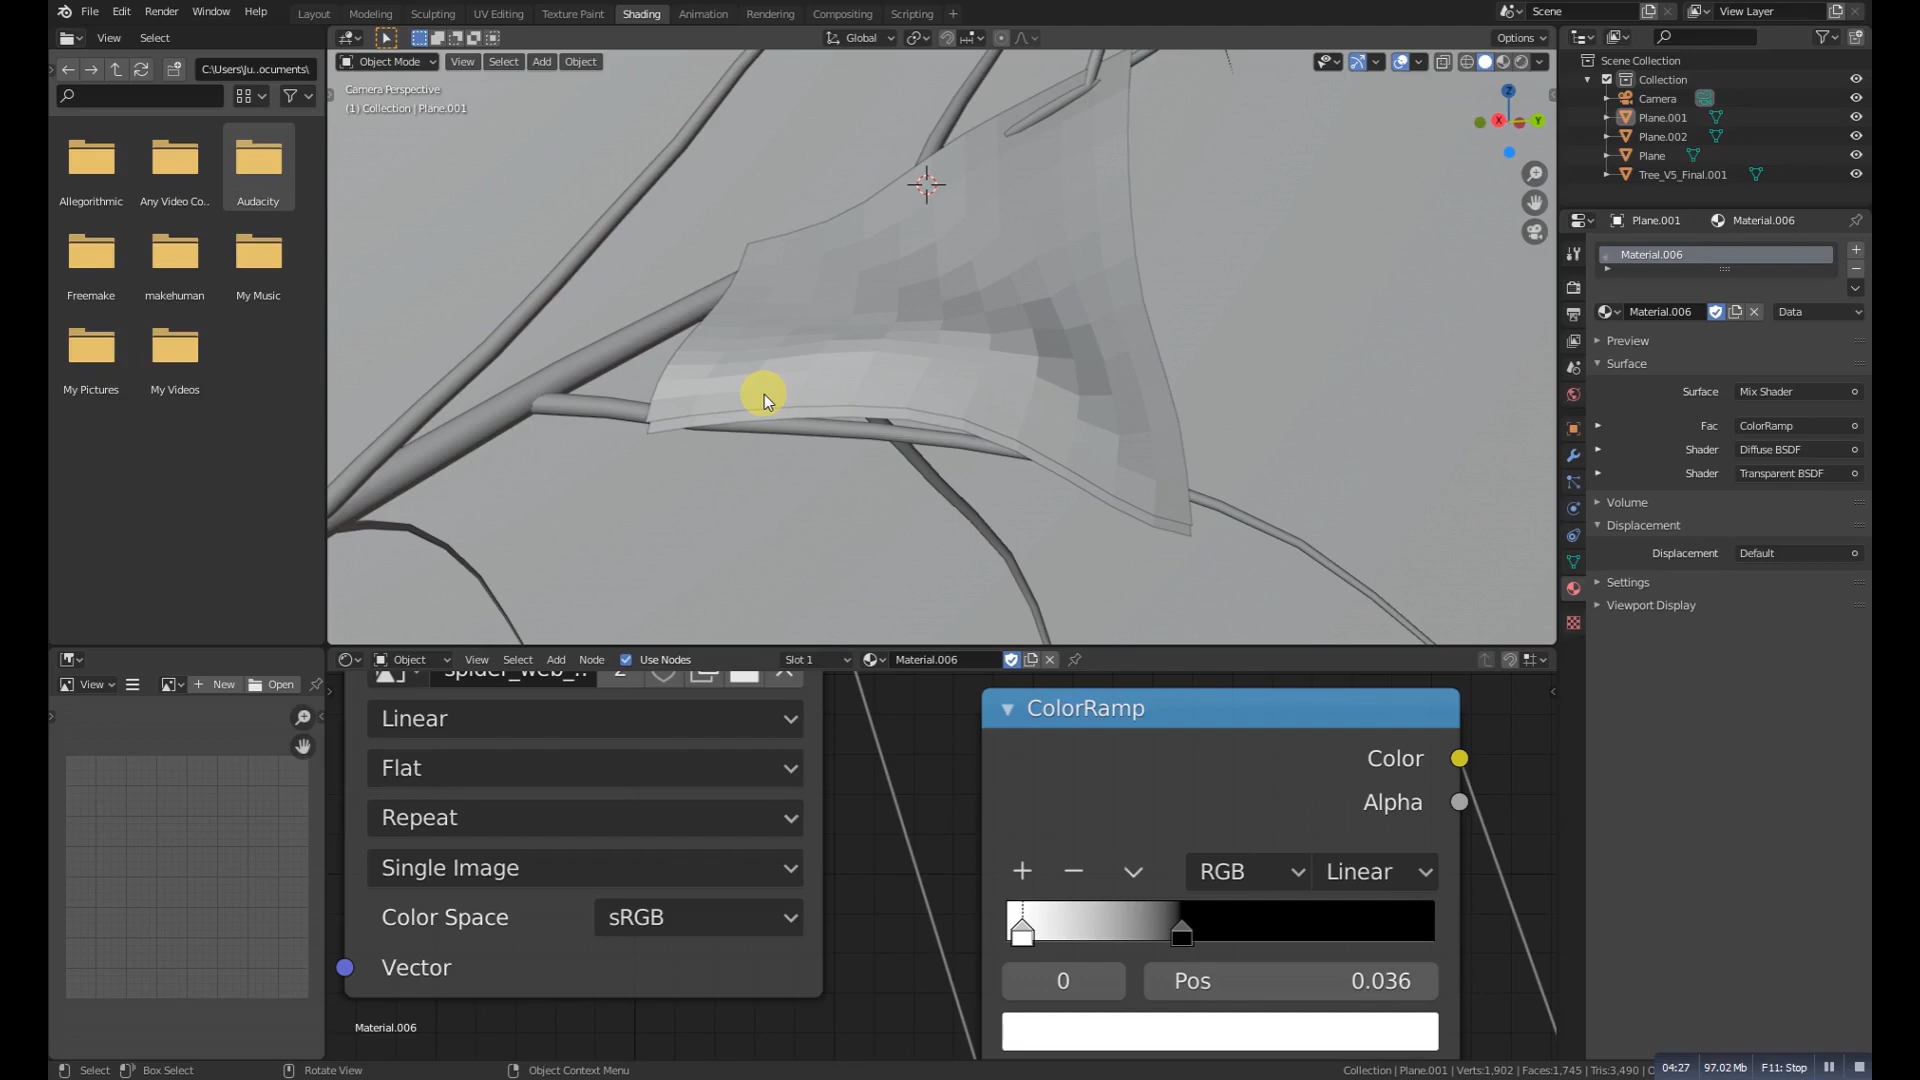 File Edit Render Window Help
Layout Modeling Sculpting UV Editing Texture Paint Shading Animation Rendering Compositing Scripting +
Scene
View Layer
View Select
Global
Options
C:\Users\Ju..ocuments\
Object Mode View Select Add Object
Camera Perspective
(1) Collection | Plane.001
Z
X
Y
Allegorithmic Any Video Co.. Audacity
Freemake makehuman My Music
My Pictures My Videos
Scene Collection
Collection
Camera
Plane.001
Plane.002
Plane
Tree_V5_Final.001
Plane.001 Material.006
Material.006
Material.006 Data
Preview
Surface
Surface Mix Shader
Fac ColorRamp
Shader Diffuse BSDF
Shader Transparent BSDF
Volume
Displacement
Displacement Default
Settings
Viewport Display
View New Open
Object View Select Add Node Use Nodes Slot 1 Material.006
Linear
Flat
Repeat
Single Image
Color Space sRGB
Vector
Material.006
ColorRamp
Color
Alpha
RGB Linear
0 Pos 0.036
Select Box Select Rotate View Object Context Menu
Collection | Plane.001 | Verts:1,902 | Faces:1,745 | Tris:3,490 | O
04:27 97.02 Mb F11: Stop